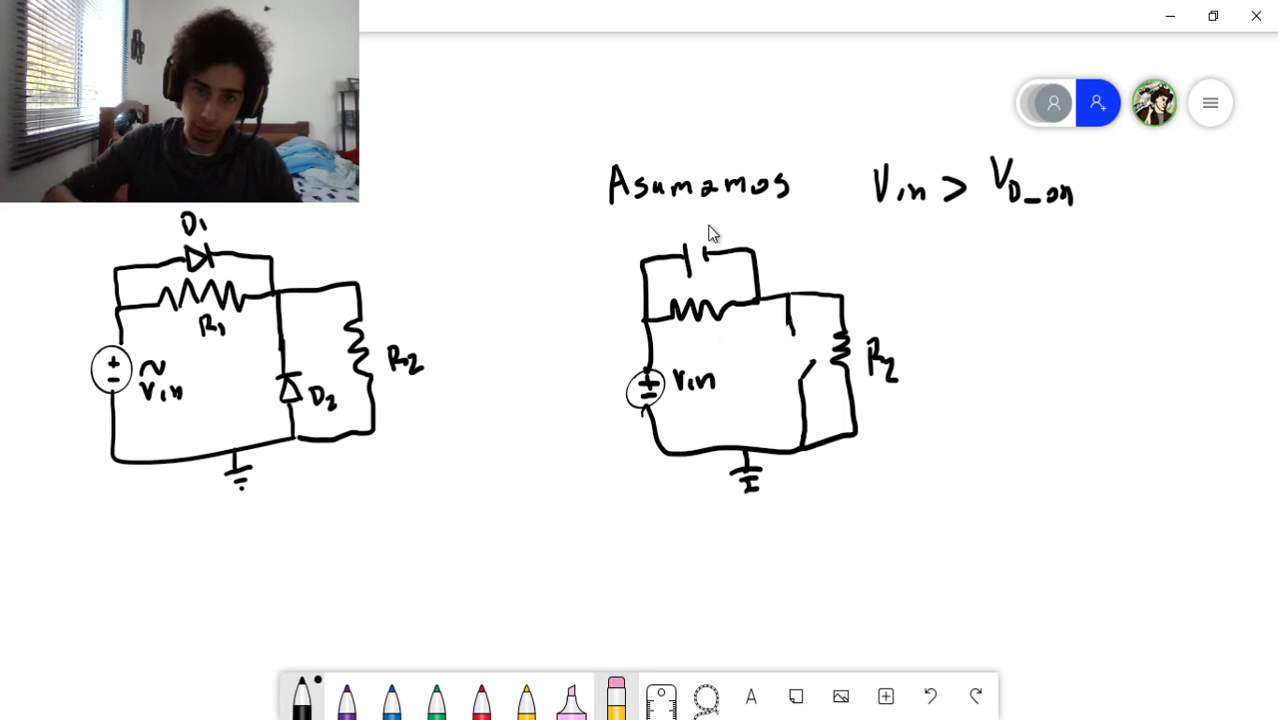 Asumamos Vin > VD_on
D1
R1
~
Vin
D2
R2
Vin
R2
A